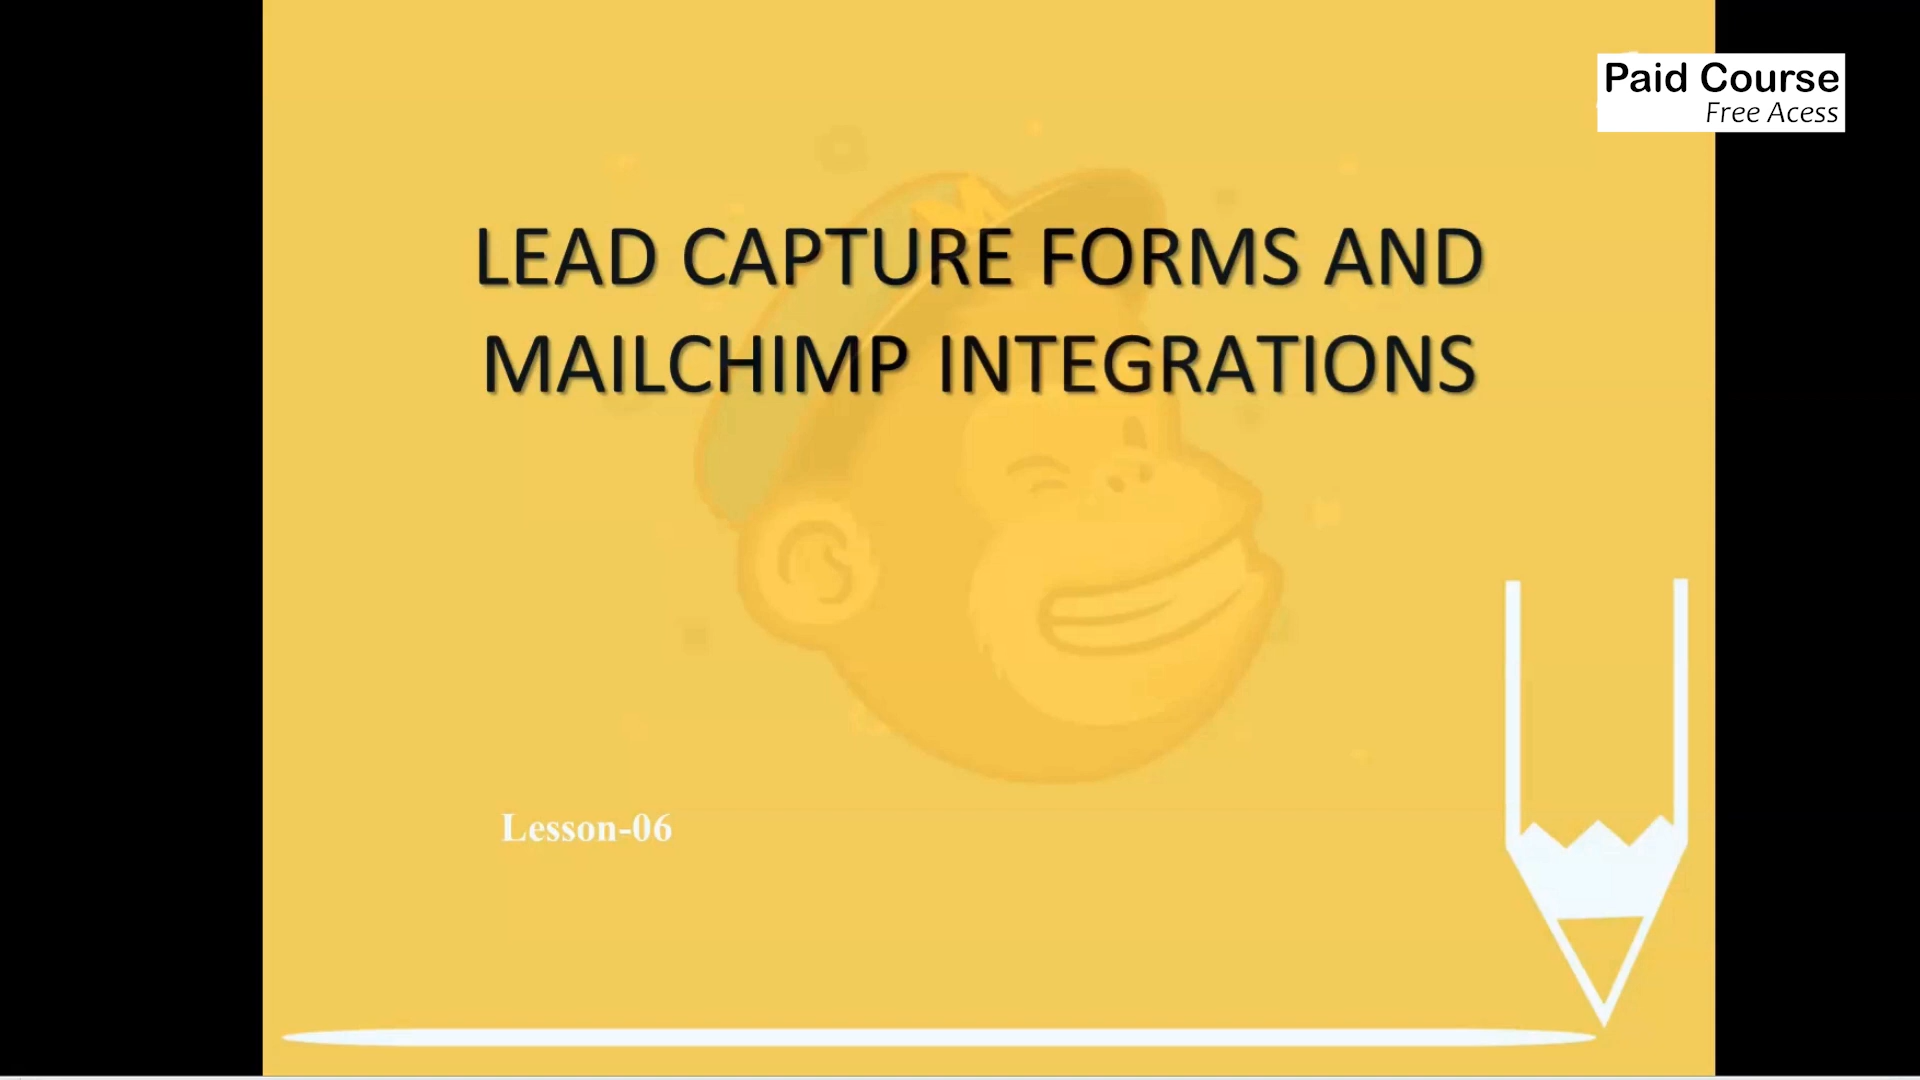 Paid Course
Free Acess
LEAD CAPTURE FORMS AND
MAILCHIMP INTEGRATIONS
Lesson-06